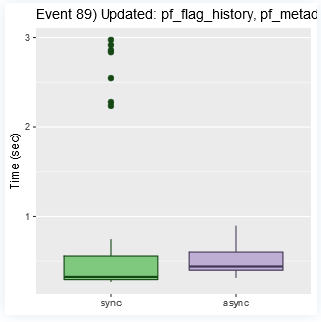 Event 89) Updated: pf_flag_history, pf_metad
3
2
1
Time (sec)
sync
async